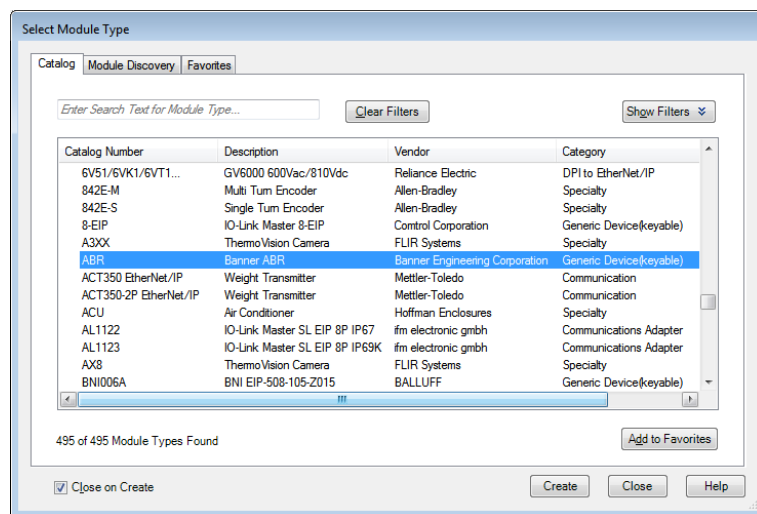 Select Module Type
Catalog Module Discovery Favorites
Enter Search Text for Module Type... Clear Filters Show Filters
Catalog Number Description Vendor Category
6V51/6VK1/6VT1... GV6000 600Vac/810Vdc Reliance Electric DPI to EtherNet/IP
842E-M Multi Turn Encoder Allen-Bradley Specialty
842E-S Single Turn Encoder Allen-Bradley Specialty
8-EIP IO-Link Master 8-EIP Comtrol Corporation Generic Device(keyable)
A3XX ThermoVision Camera FLIR Systems Specialty
ABR Banner ABR Banner Engineering Corporation Generic Device(keyable)
ACT350 EtherNet/IP Weight Transmitter Mettler-Toledo Communication
ACT350-2P EtherNet/IP Weight Transmitter Mettler-Toledo Communication
ACU Air Conditioner Hoffman Enclosures Specialty
AL1122 IO-Link Master SL EIP 8P IP67 ifm electronic gmbh Communications Adapter
AL1123 IO-Link Master SL EIP 8P IP69K ifm electronic gmbh Communications Adapter
AX8 ThermoVision Camera FLIR Systems Specialty
BNI006A BNI EIP-508-105-Z015 BALLUFF Generic Device(keyable)
495 of 495 Module Types Found Add to Favorites
Close on Create Create Close Help